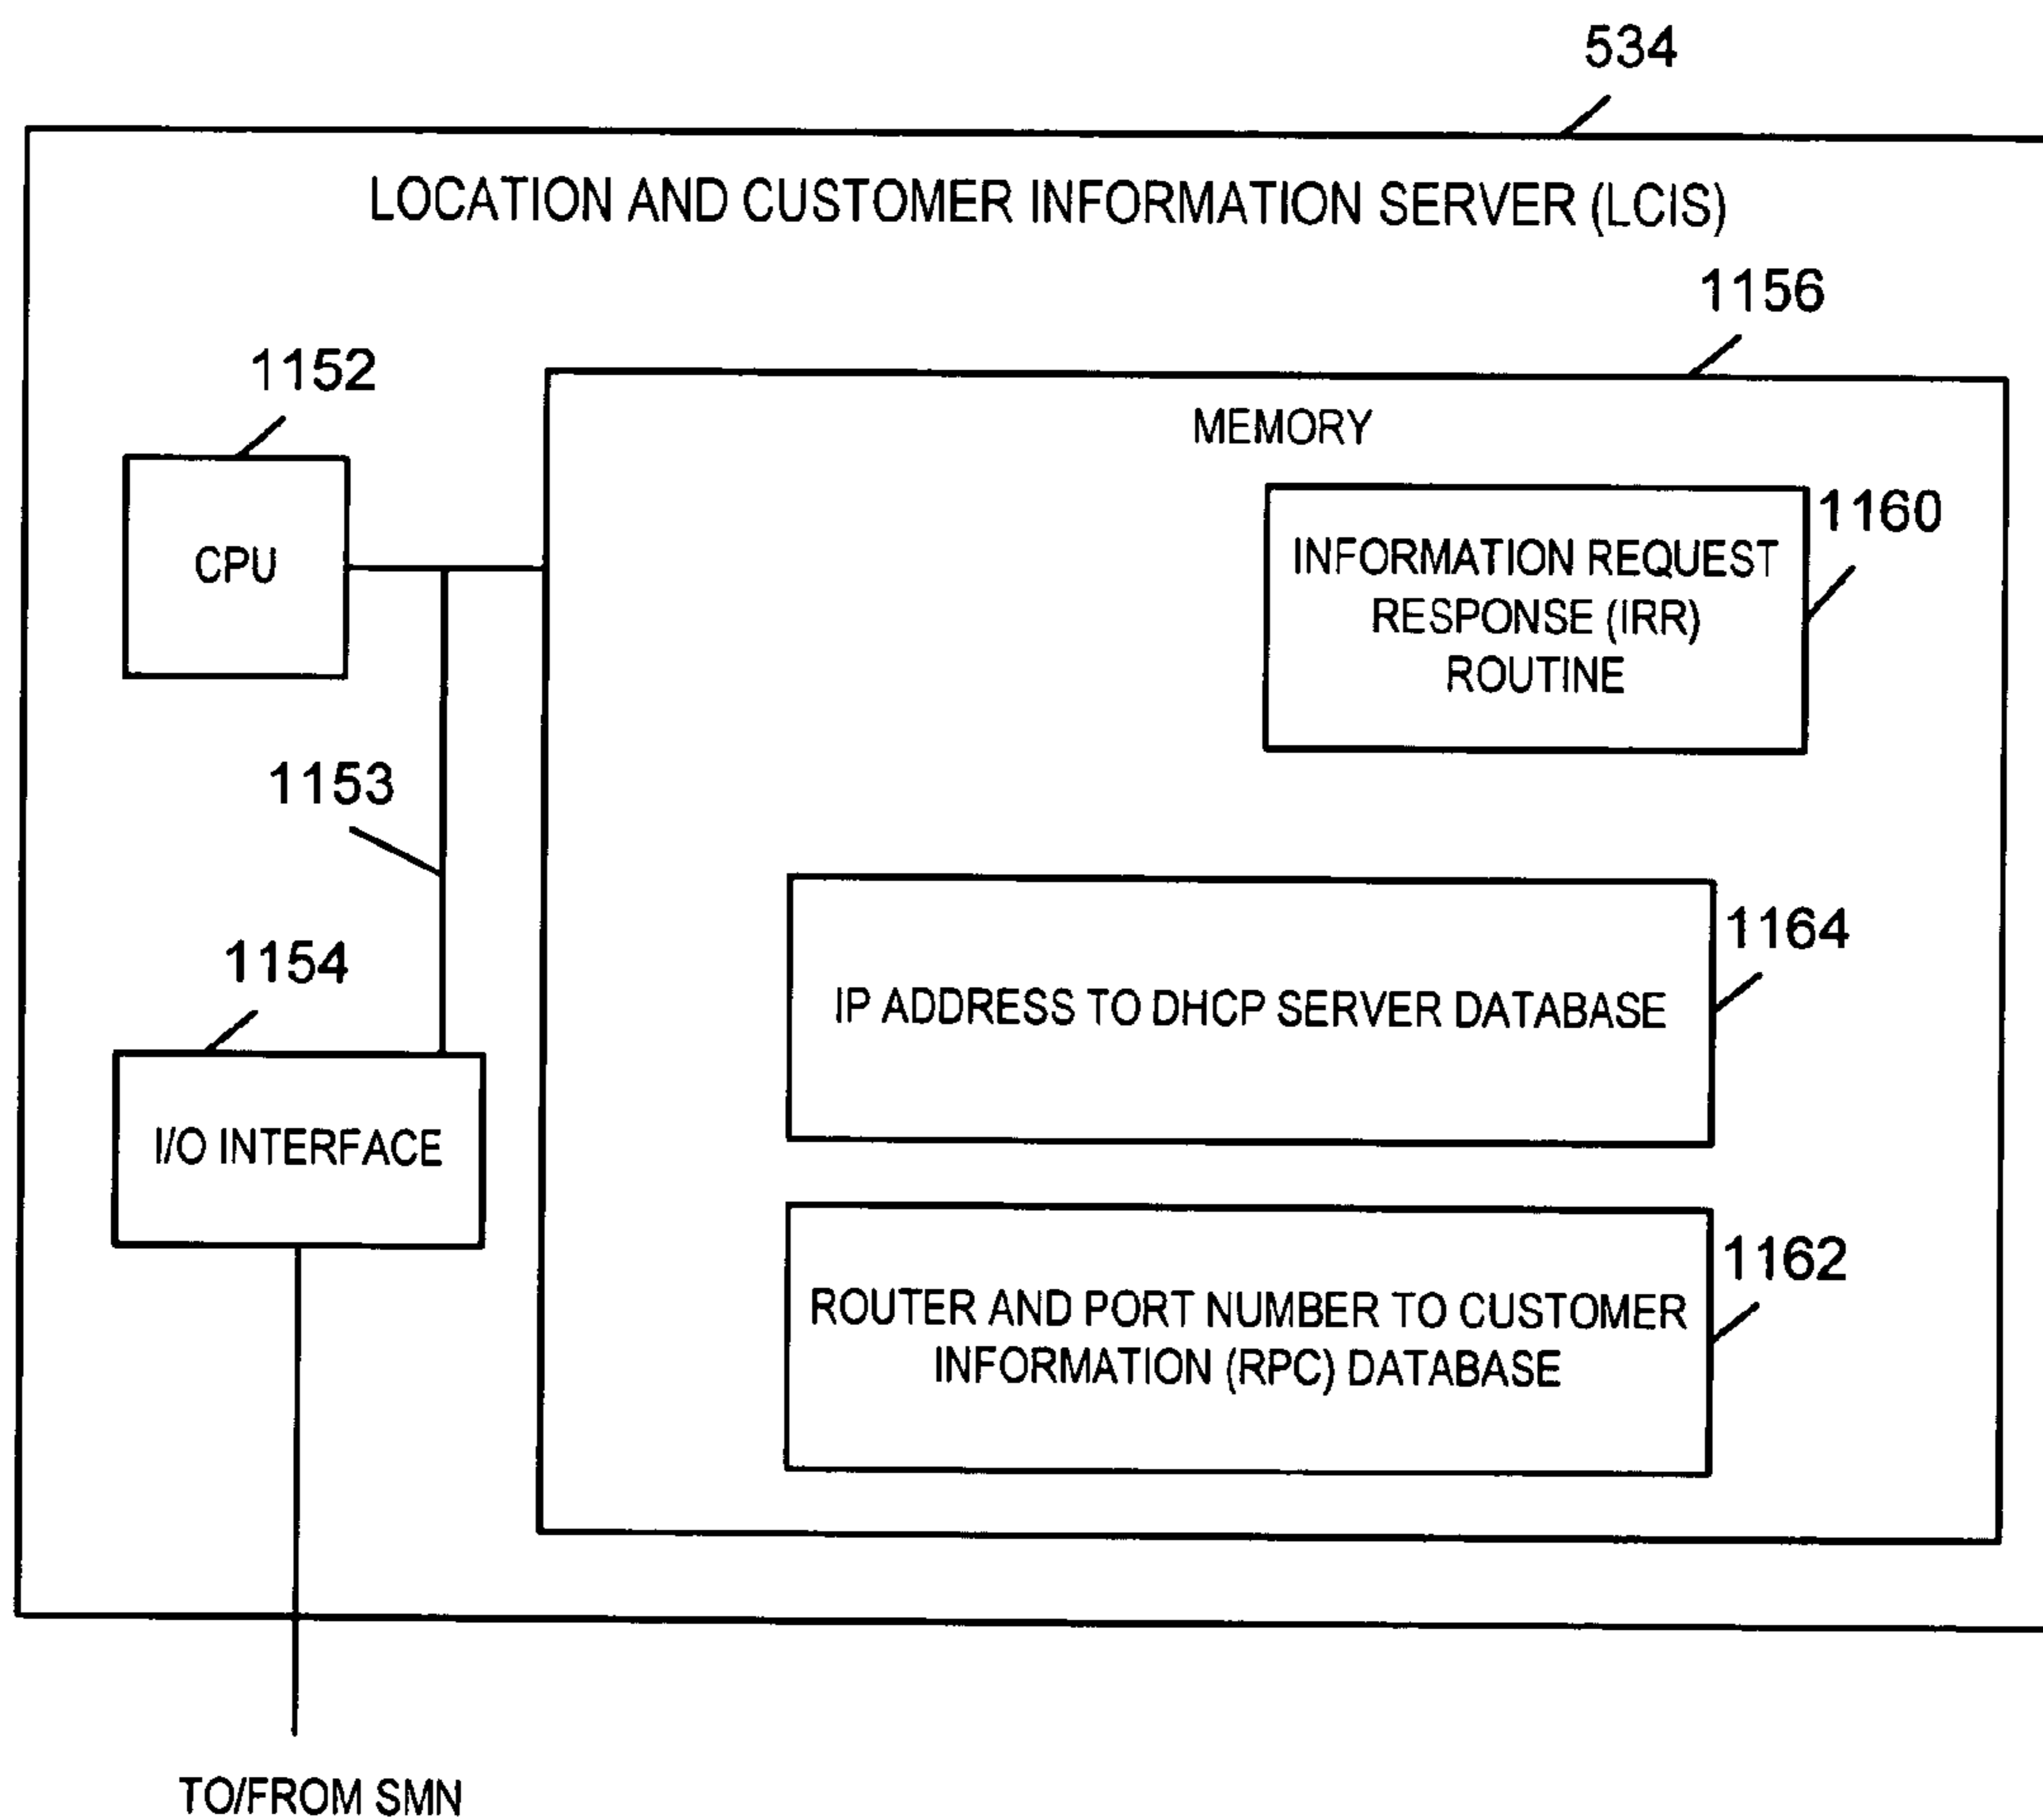 534
LOCATION AND CUSTOMER INFORMATION SERVER (LCIS)
1156
1152
MEMORY
CPU
1160
INFORMATION REQUEST
RESPONSE (IRR)
ROUTINE
1153
1164
IP ADDRESS TO DHCP SERVER DATABASE
1154
I/O INTERFACE
1162
ROUTER AND PORT NUMBER TO CUSTOMER
INFORMATION (RPC) DATABASE
TO/FROM SMN